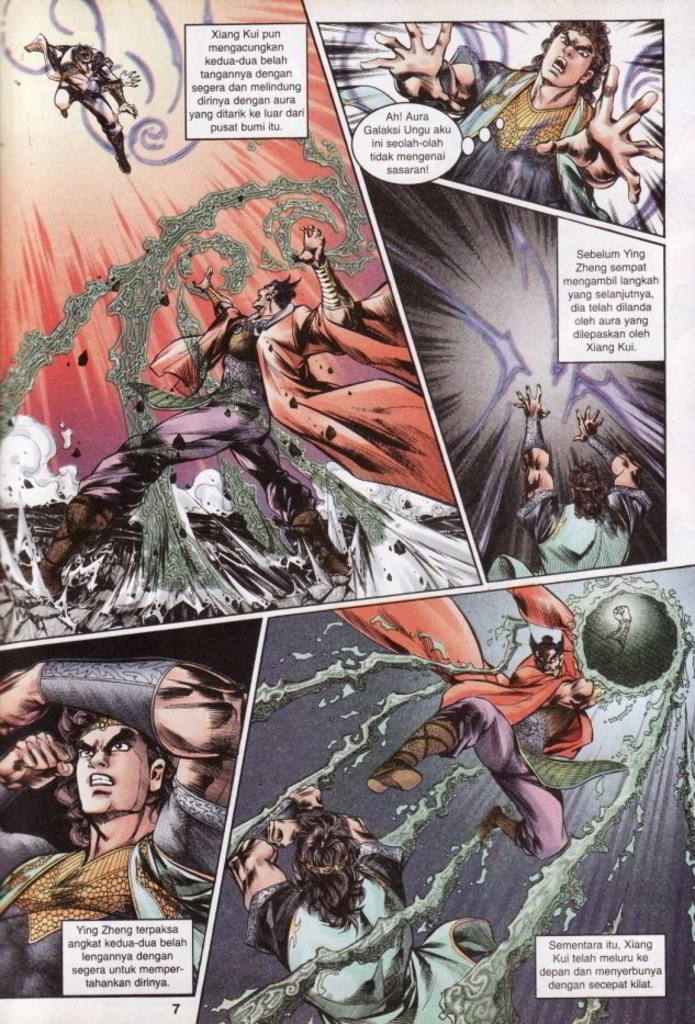 Xiang Kui pun
mengacungkan
kedua-dua belah
tangannya dengan
segera dan melindung
dirinya dengan aura
yang ditarik ke luar dari
pusat bumi itu.
Ah! Aura
Galaksi Ungu aku
ini seolah-olah
tidak mengenai
sasaran!
Sebelum Ying
Zheng sempat
mengambil langkah
yang selanjutnya,
dia telah dilanda
oleh aura yang
dilepaskan oleh
Xiang Kui.
Ying Zheng terpaksa
angkat kedua-dua belah
lengannya dengan
segera untuk memper-
tahankan dirinya.
Sementara itu, Xiang
Kui telah meluru ke
depan dan menyerbunya
dengan secepat kilat.
7